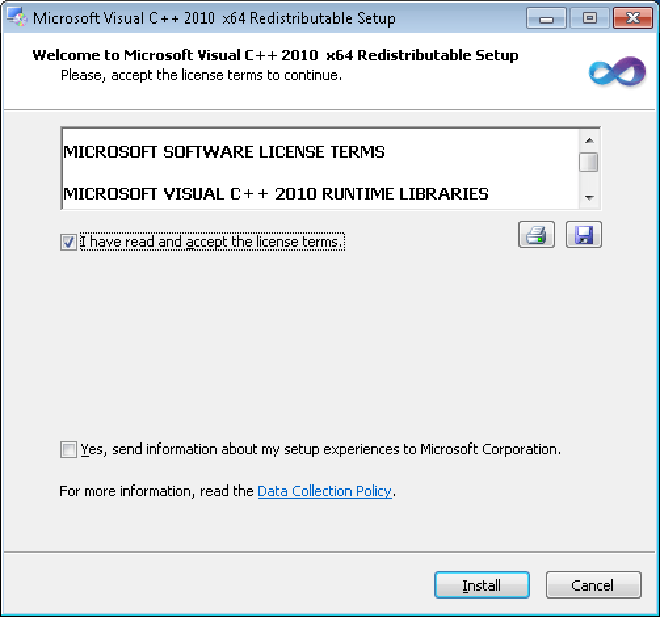 Microsoft Visual C++ 2010 x64 Redistributable Setup
Welcome to Microsoft Visual C++ 2010 x64 Redistributable Setup
Please, accept the license terms to continue.
MICROSOFT SOFTWARE LICENSE TERMS
MICROSOFT VISUAL C++ 2010 RUNTIME LIBRARIES
I have read and accept the license terms.
Yes, send information about my setup experiences to Microsoft Corporation.
For more information, read the Data Collection Policy.
Install Cancel